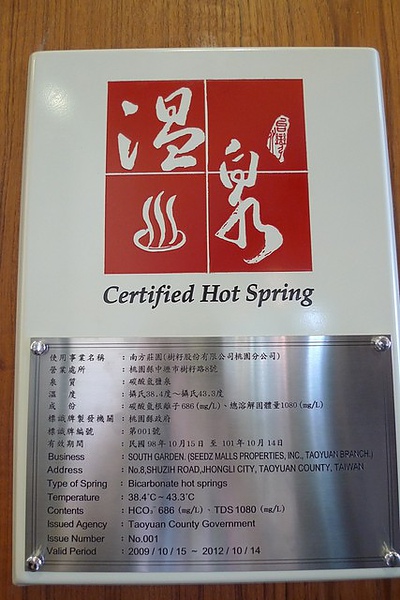 溫泉
Certified Hot Spring
使用事業名稱 : 南方莊園(樹籽股份有限公司桃園分公司)
營業處所 : 桃園縣中壢市樹籽路8號
泉質 : 碳酸氫鹽泉
溫度 : 攝氏38.4度~攝氏43.3度
成份 : 碳酸氫根離子686(mg/L)、總溶解固體量1080(mg/L)
標識牌製發機關 : 桃園縣政府
標識牌編號 : 第001號
有效期間 : 民國98年10月15日 至 101年10月14日
Business : SOUTH GARDEN. (SEEDZ MALLS PROPERTIES, INC., TAOYUAN BRANCH.)
Address : No.8,SHUZIH ROAD,JHONGLI CITY, TAOYUAN COUNTY, TAIWAN
Type of Spring : Bicarbonate hot springs
Temperature : 38.4℃~43.3℃
Contents : HCO₃⁻ 686 (mg/L)、TDS 1080 (mg/L)
Issued Agency : Taoyuan County Government
Issue Number : No.001
Valid Period : 2009 / 10 / 15 ~ 2012 / 10 / 14